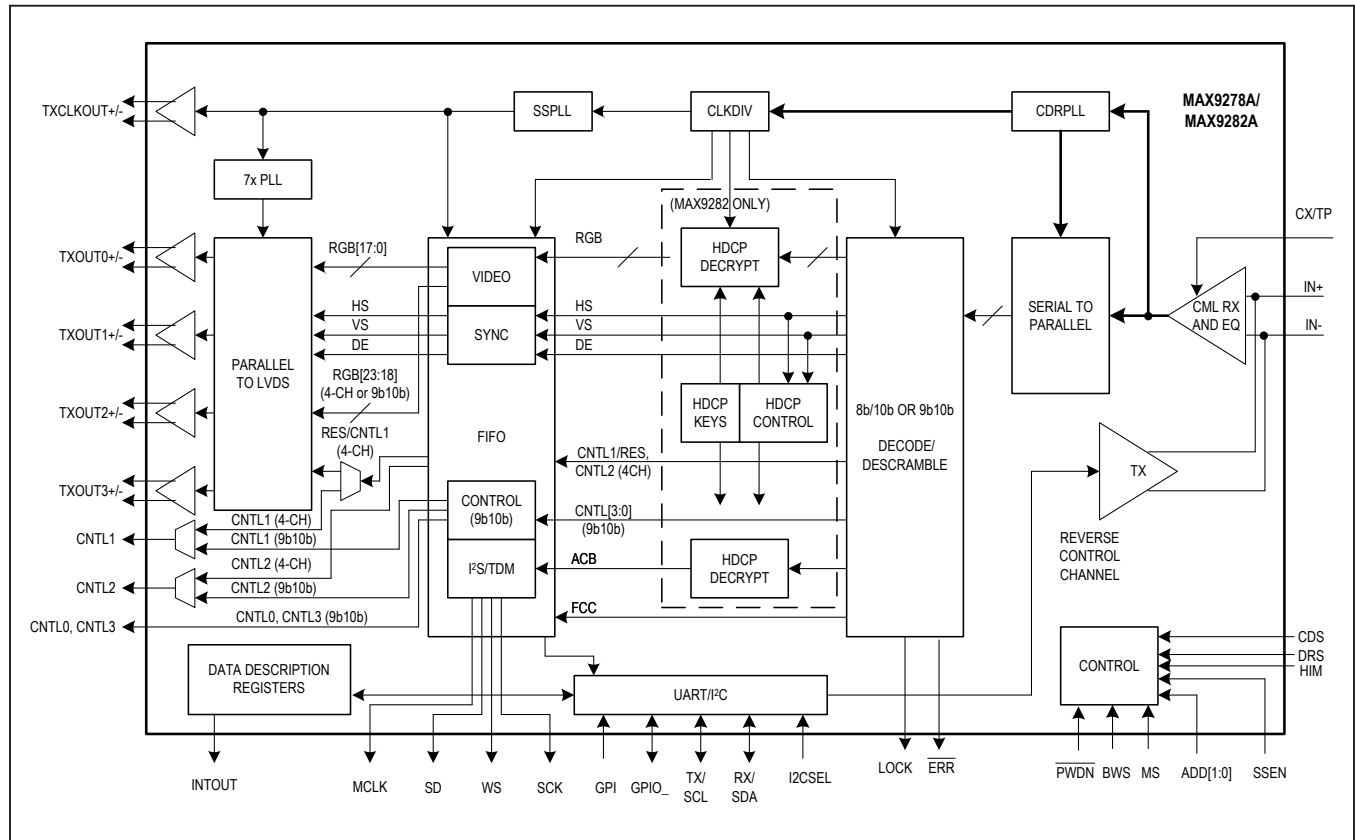 MAX9278A/
MAX9282A
TXCLKOUT+/-
SSPLL
CLKDIV
CDRPLL
7x PLL
(MAX9282 ONLY)
CX/TP
TXOUT0+/-
RGB[17:0]
VIDEO
RGB
HDCP
DECRYPT
SERIAL TO
PARALLEL
CML RX
AND EQ
IN+
IN-
TXOUT1+/-
HS
VS
DE
SYNC
HS
VS
DE
PARALLEL
TO LVDS
RGB[23:18]
(4-CH or 9b10b)
TXOUT2+/-
RES/CNTL1
(4-CH)
FIFO
HDCP
KEYS
HDCP
CONTROL
8b/10b OR 9b10b
DECODE/
DESCRAMBLE
CNTL1/RES,
CNTL2 (4CH)
TX
TXOUT3+/-
CONTROL
(9b10b)
CNTL[3:0]
(9b10b)
CNTL1
CNTL1 (4-CH)
CNTL1 (9b10b)
REVERSE
CONTROL
CHANNEL
CNTL2
CNTL2 (4-CH)
CNTL2 (9b10b)
I²S/TDM
ACB
HDCP
DECRYPT
CNTL0, CNTL3
CNTL0, CNTL3 (9b10b)
FCC
DATA DESCRIPTION
REGISTERS
UART/I²C
CONTROL
CDS
DRS
HIM
INTOUT
MCLK
SD
WS
SCK
GPI
GPIO_
TX/
SCL
RX/
SDA
I2CSEL
LOCK
ERR
PWDN
BWS
MS
ADD[1:0]
SSEN